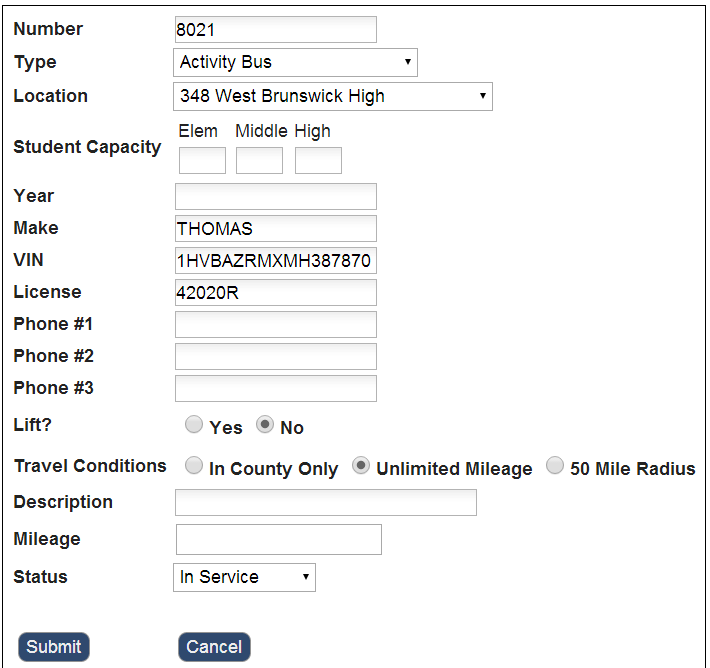 Number 8021
Type Activity Bus
Location 348 West Brunswick High
Elem Middle High
Student Capacity
Year
Make THOMAS
VIN 1HVBAZRMXMH387870
License 42020R
Phone #1
Phone #2
Phone #3
Lift? Yes No
Travel Conditions In County Only Unlimited Mileage 50 Mile Radius
Description
Mileage
Status In Service
Submit Cancel